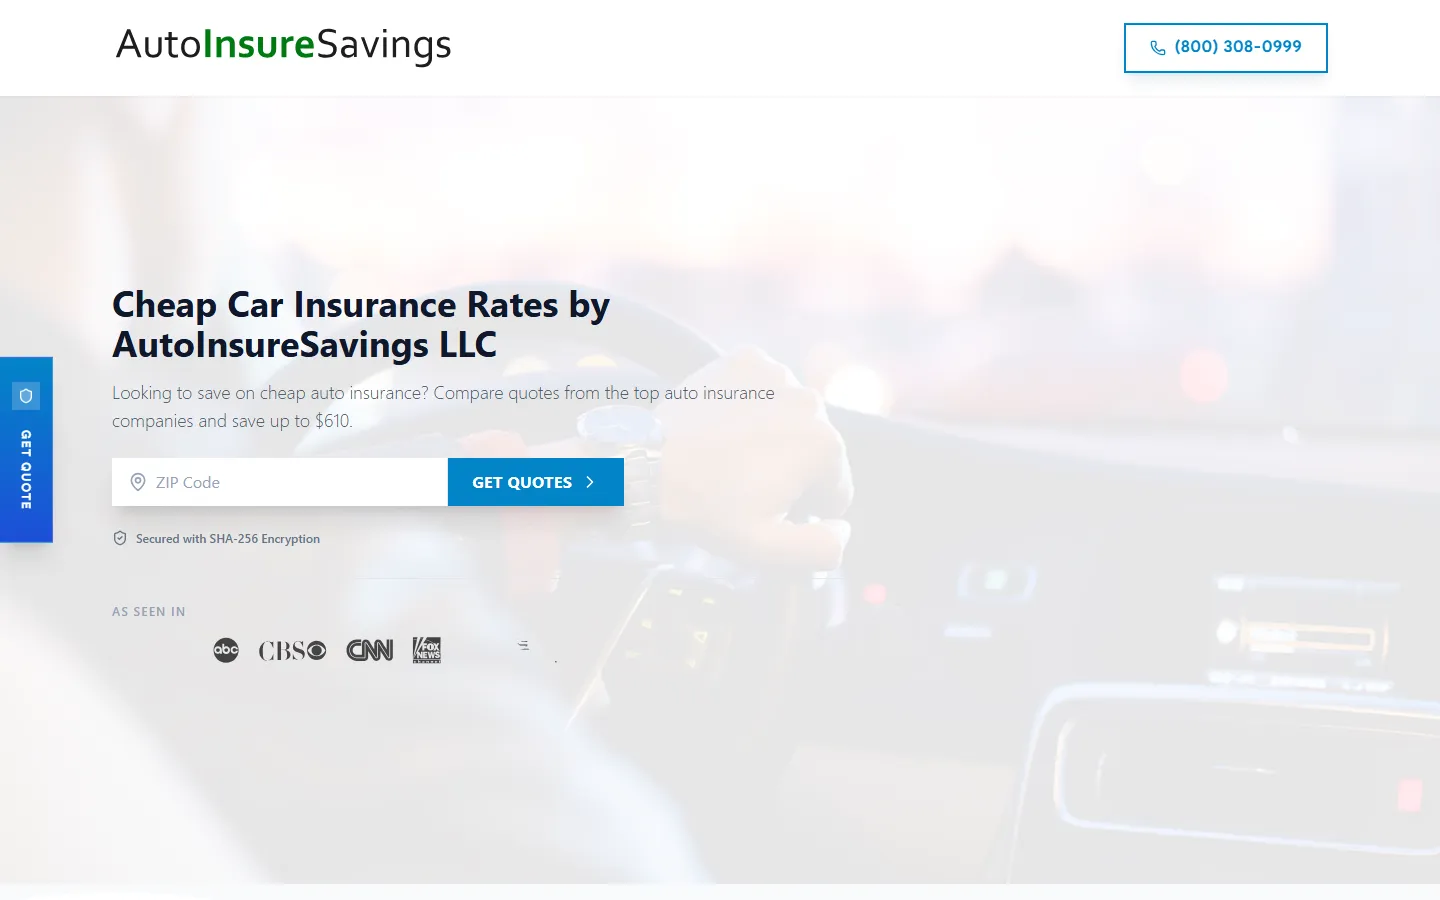 AutoInsureSavings
(800) 308-0999
Cheap Car Insurance Rates by
AutoInsureSavings LLC
Looking to save on cheap auto insurance? Compare quotes from the top auto insurance
companies and save up to $610.
GET QUOTE
ZIP Code
GET QUOTES
Secured with SHA-256 Encryption
AS SEEN IN
abc CBS CNN FOX NEWS channel